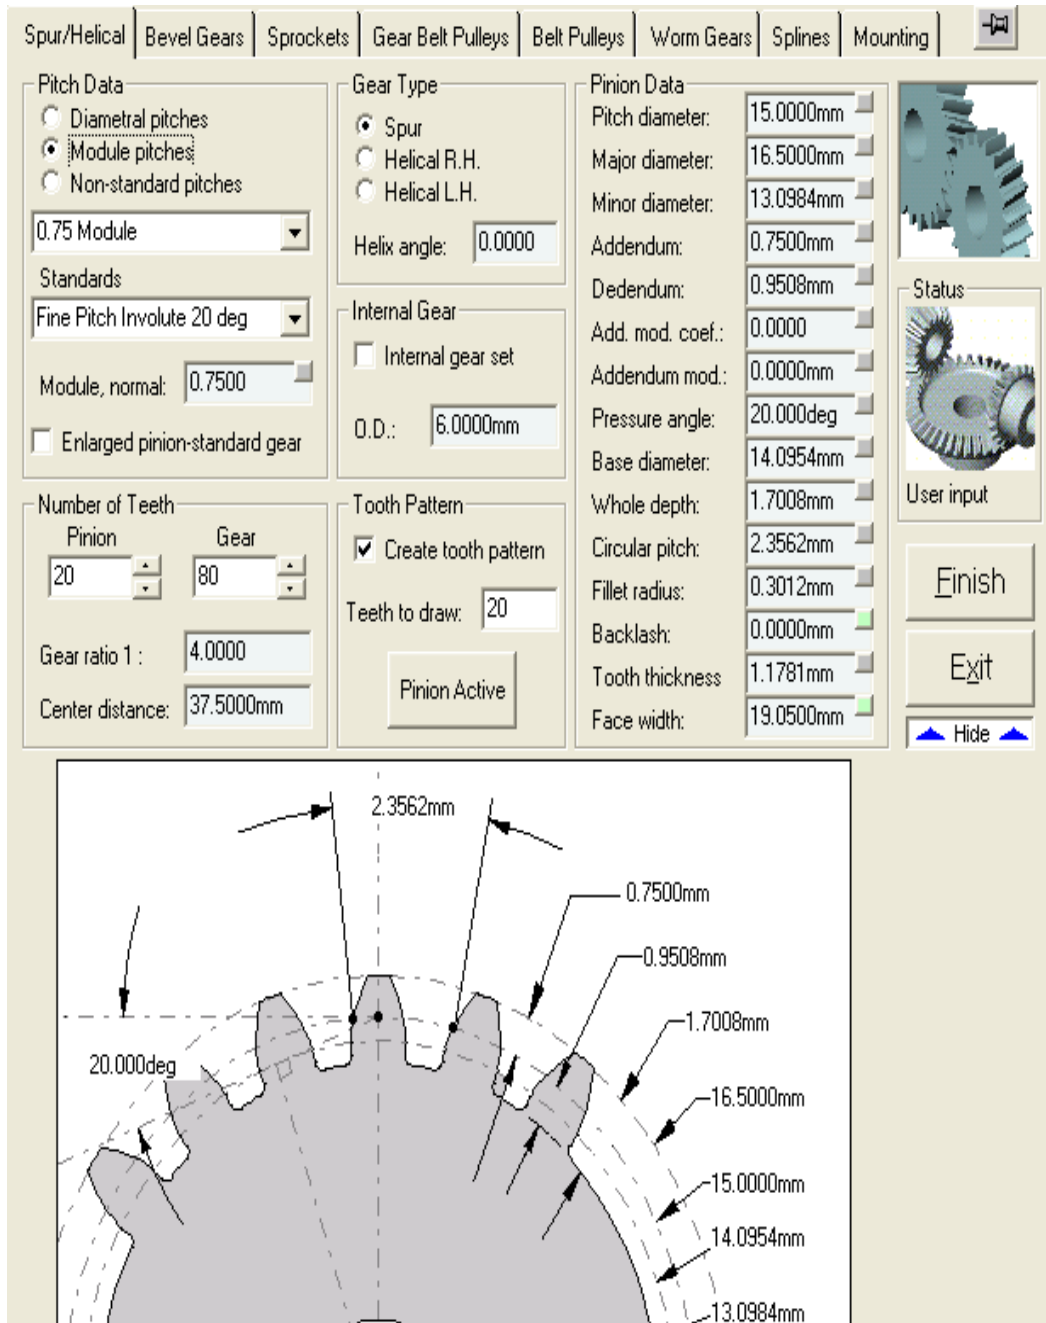 Spur/Helical Bevel Gears Sprockets Gear Belt Pulleys Belt Pulleys Worm Gears Splines Mounting
Pitch Data
Diametral pitches
Module pitches
Non-standard pitches
0.75 Module
Standards
Fine Pitch Involute 20 deg
Module, normal: 0.7500
Enlarged pinion-standard gear
Number of Teeth
Pinion Gear
20 80
Gear ratio 1 : 4.0000
Center distance: 37.5000mm
Gear Type
Spur
Helical R.H.
Helical L.H.
Helix angle: 0.0000
Internal Gear
Internal gear set
O.D.: 6.0000mm
Tooth Pattern
Create tooth pattern
Teeth to draw: 20
Pinion Active
Pinion Data
Pitch diameter: 15.0000mm
Major diameter: 16.5000mm
Minor diameter: 13.0984mm
Addendum: 0.7500mm
Dedendum: 0.9508mm
Add. mod. coef.: 0.0000
Addendum mod.: 0.0000mm
Pressure angle: 20.000deg
Base diameter: 14.0954mm
Whole depth: 1.7008mm
Circular pitch: 2.3562mm
Fillet radius: 0.3012mm
Backlash: 0.0000mm
Tooth thickness 1.1781mm
Face width: 19.0500mm
Status
User input
Finish
Exit
Hide
2.3562mm
0.7500mm
0.9508mm
1.7008mm
20.000deg
16.5000mm
15.0000mm
14.0954mm
13.0984mm